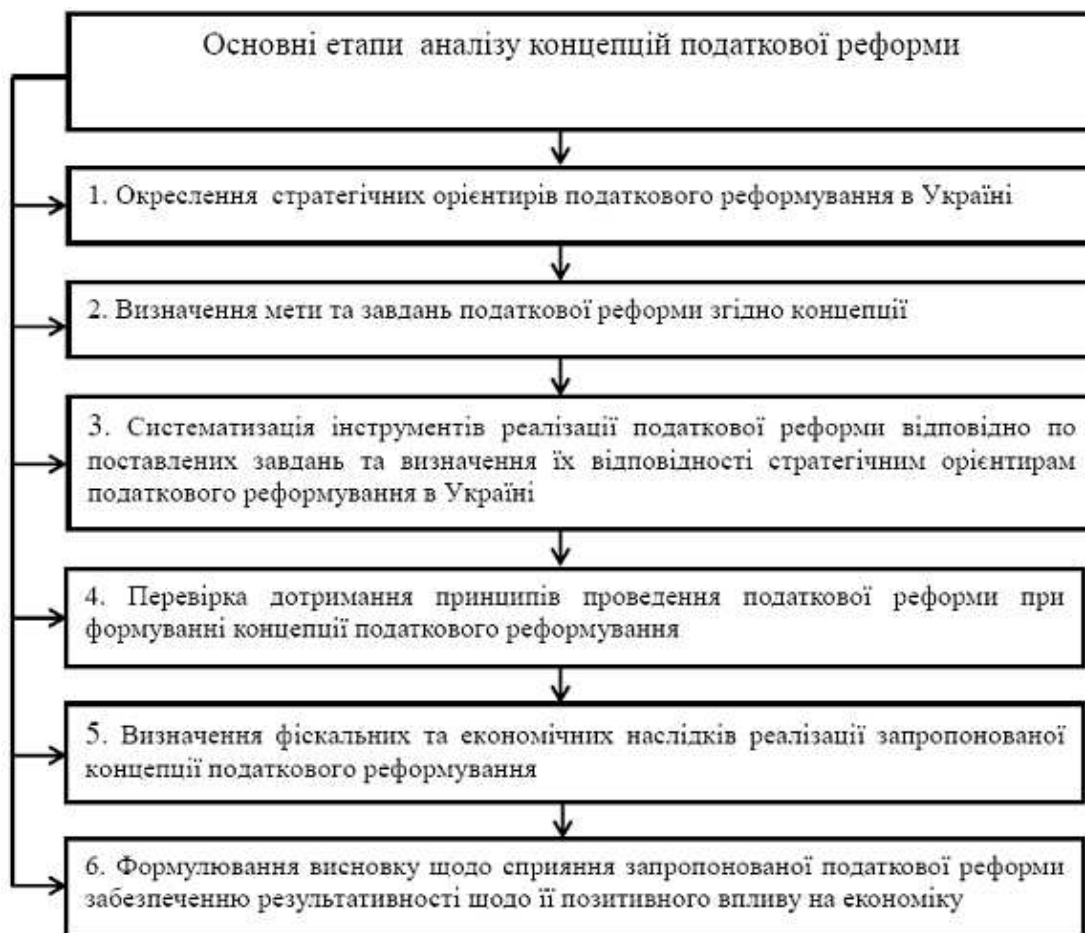 Основні етапи аналізу концепцій податкової реформи
1. Окреслення стратегічних орієнтирів податкового реформування в Україні
2. Визначення мети та завдань податкової реформи згідно концепції
3. Систематизація інструментів реалізації податкової реформи відповідно по
поставлених завдань та визначення їх відповідності стратегічним орієнтирам
податкового реформування в Україні
4. Перевірка дотримання принципів проведення податкової реформи при
формуванні концепції податкового реформування
5. Визначення фіскальних та економічних наслідків реалізації запропонованої
концепції податкового реформування
6. Формулювання висновку щодо сприяння запропонованої податкової реформи
забезпеченню результативності щодо її позитивного впливу на економіку